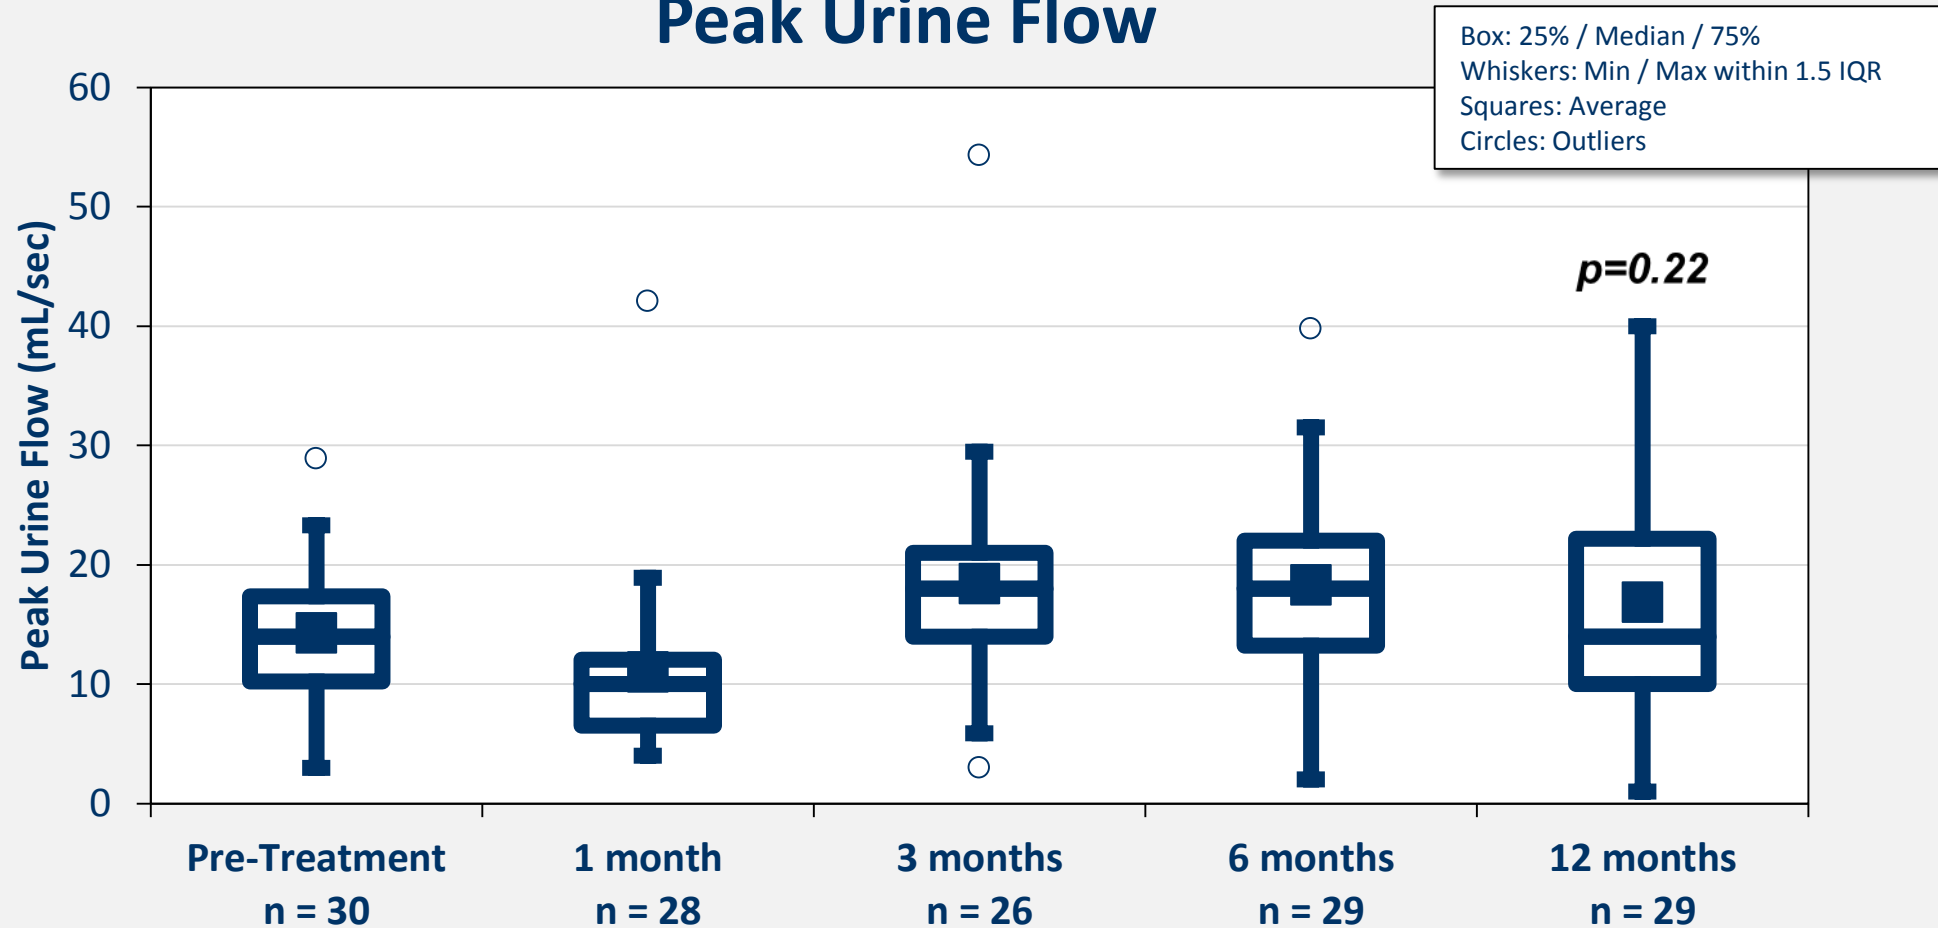 Peak Urine Flow
Box: 25% / Median / 75%
Whiskers: Min / Max within 1.5 IQR
Squares: Average
Circles: Outliers
Peak Urine Flow (mL/sec)
60
50
40
30
20
10
0
p=0.22
Pre-Treatment
n = 30
1 month
n = 28
3 months
n = 26
6 months
n = 29
12 months
n = 29